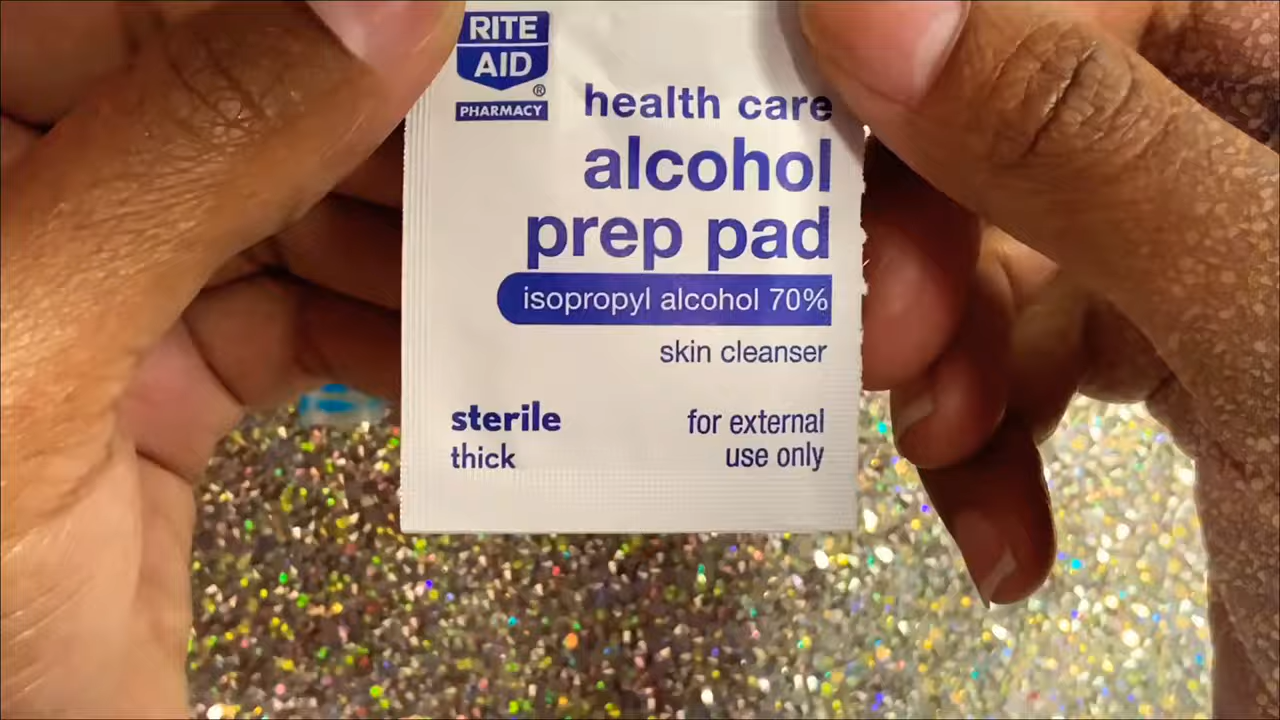 RITE
AID
®
PHARMACY
health care
alcohol
prep pad
isopropyl alcohol 70%
skin cleanser
sterile
thick
for external
use only